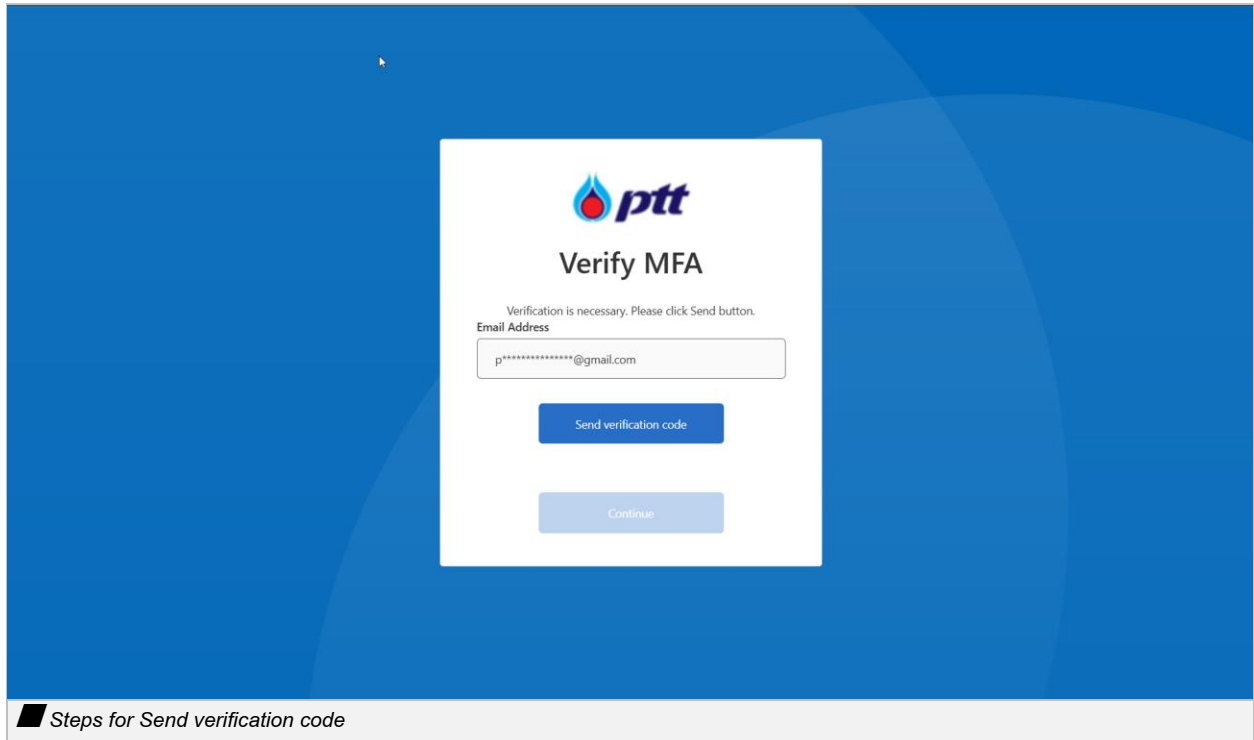 ptt
Verify MFA
Verification is necessary. Please click Send button.
Email Address
p***************@gmail.com
Send verification code
Continue
Steps for Send verification code